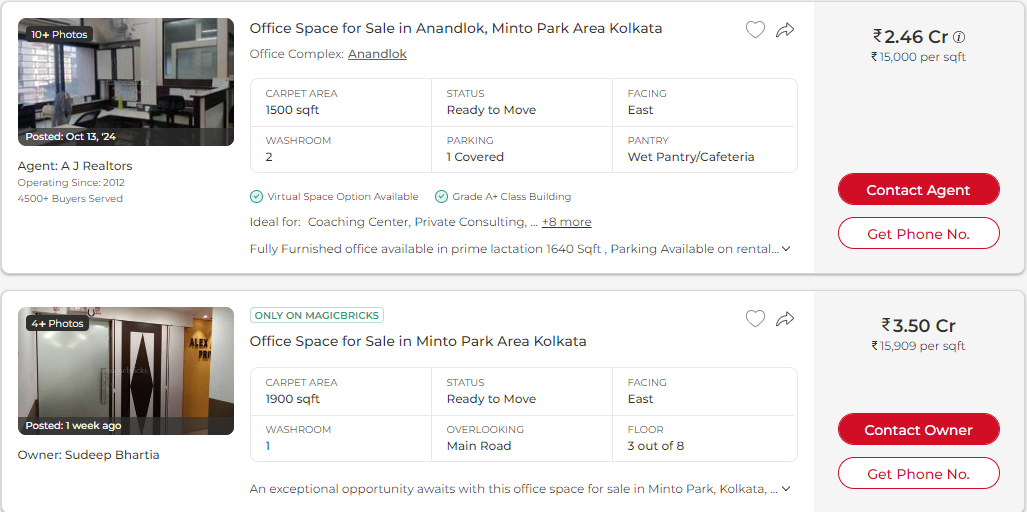 10+ Photos
Posted: Oct 13, '24
Agent: A J Realtors
Operating Since: 2012
4500+ Buyers Served
Office Space for Sale in Anandlok, Minto Park Area Kolkata
Office Complex: Anandlok
CARPET AREA
1500 sqft
STATUS
Ready to Move
FACING
East
WASHROOM
2
PARKING
1 Covered
PANTRY
Wet Pantry/Cafeteria
Virtual Space Option Available
Grade A+ Class Building
Ideal for: Coaching Center, Private Consulting, ... +8 more
Fully Furnished office available in prime lactation 1640 Sqft , Parking Available on rental...
₹2.46 Cr
₹15,000 per sqft
Contact Agent
Get Phone No.
4+ Photos
ALEX
PRI
magicbricks
Posted: 1 week ago
Owner: Sudeep Bhartia
ONLY ON MAGICBRICKS
Office Space for Sale in Minto Park Area Kolkata
CARPET AREA
1900 sqft
STATUS
Ready to Move
FACING
East
WASHROOM
1
OVERLOOKING
Main Road
FLOOR
3 out of 8
An exceptional opportunity awaits with this office space for sale in Minto Park, Kolkata, ...
₹3.50 Cr
₹15,909 per sqft
Contact Owner
Get Phone No.